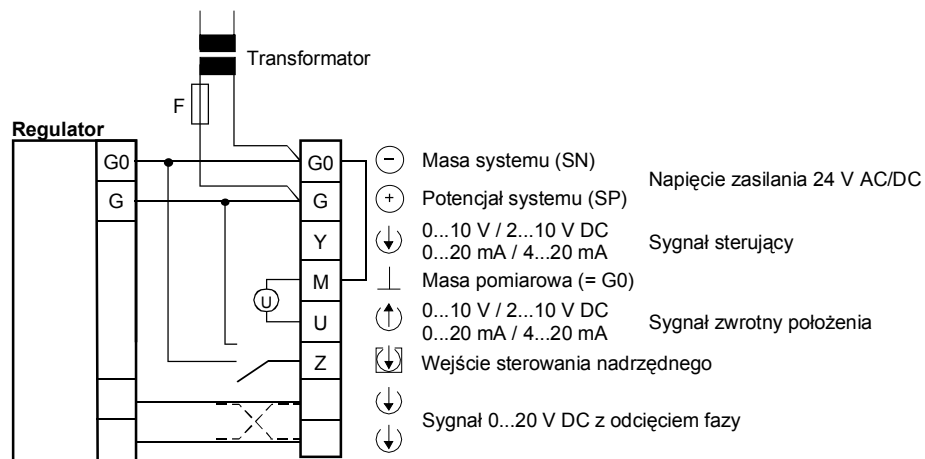 Transformator
F
Regulator
G0
G0
Masa systemu (SN)
Napięcie zasilania 24 V AC/DC
G
G
Potencjał systemu (SP)
Y
0...10 V / 2...10 V DC
0...20 mA / 4...20 mA
Sygnał sterujący
M
Masa pomiarowa (= G0)
U
U
0...10 V / 2...10 V DC
0...20 mA / 4...20 mA
Sygnał zwrotny położenia
Z
Wejście sterowania nadrzędnego
Sygnał 0...20 V DC z odcięciem fazy